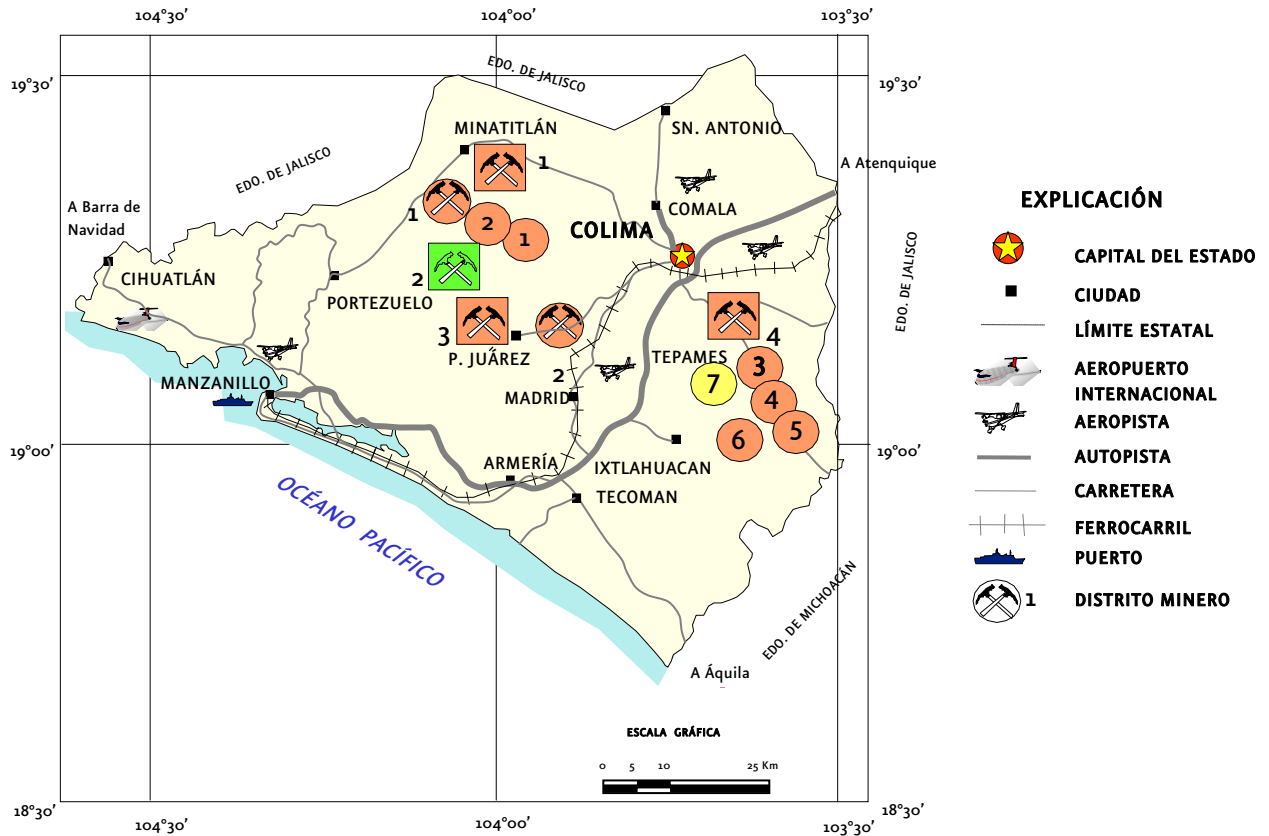 104°30'
104°00'
103°30'
19°30'
19°30'
EDO. DE JALISCO
MINATITLÁN
SN. ANTONIO
1
EDO. DE JALISCO
A Atenquique
A Barra de
Navidad
1
2
1
COMALA
COLIMA
EDO. DE JALISCO
CIHUATLÁN
2
PORTEZUELO
3
P. JUÁREZ
2
4
TEPAMES
3
7
4
5
6
MANZANILLO
MADRID
19°00'
19°00'
ARMERÍA
IXTLAHUACAN
TECOMAN
OCÉANO PACÍFICO
EDO. DE MICHOACÁN
A Áquila
ESCALA GRÁFICA
0 5 10 25 Km
18°30'
18°30'
104°30'
104°00'
103°30'
EXPLICACIÓN
CAPITAL DEL ESTADO
CIUDAD
LÍMITE ESTATAL
AEROPUERTO
INTERNACIONAL
AEROPISTA
AUTOPISTA
CARRETERA
FERROCARRIL
PUERTO
1 DISTRITO MINERO